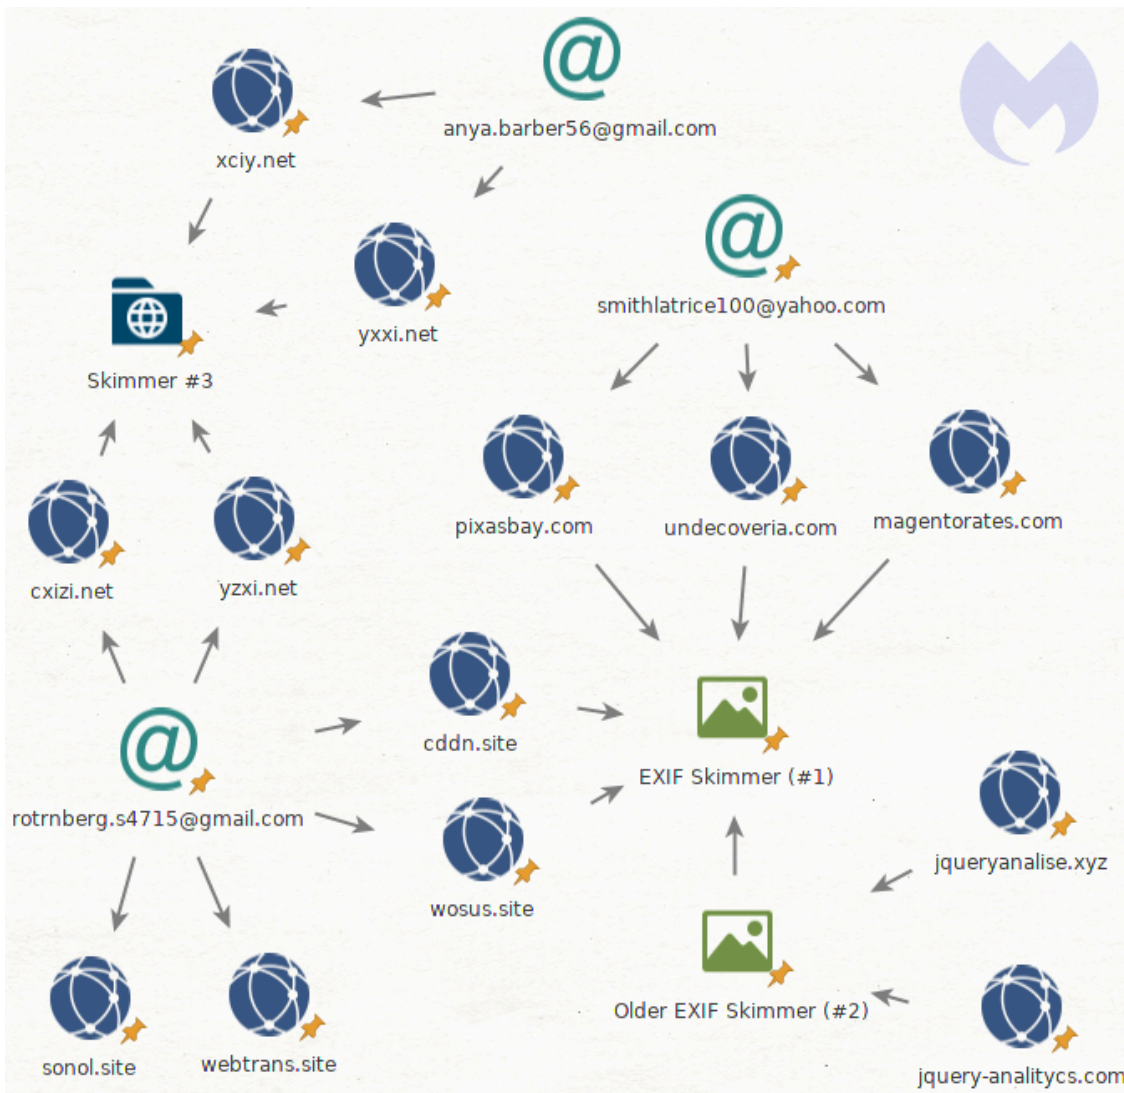 anya.barber56@gmail.com
xciy.net
smithlatrice100@yahoo.com
yxxi.net
Skimmer #3
pixasbay.com
undecoveria.com
magentorates.com
cxizi.net
yzxi.net
cddn.site
EXIF Skimmer (#1)
rotrnberg.s4715@gmail.com
jqueryanalise.xyz
wosus.site
Older EXIF Skimmer (#2)
sonol.site
webtrans.site
jquery-analitycs.com